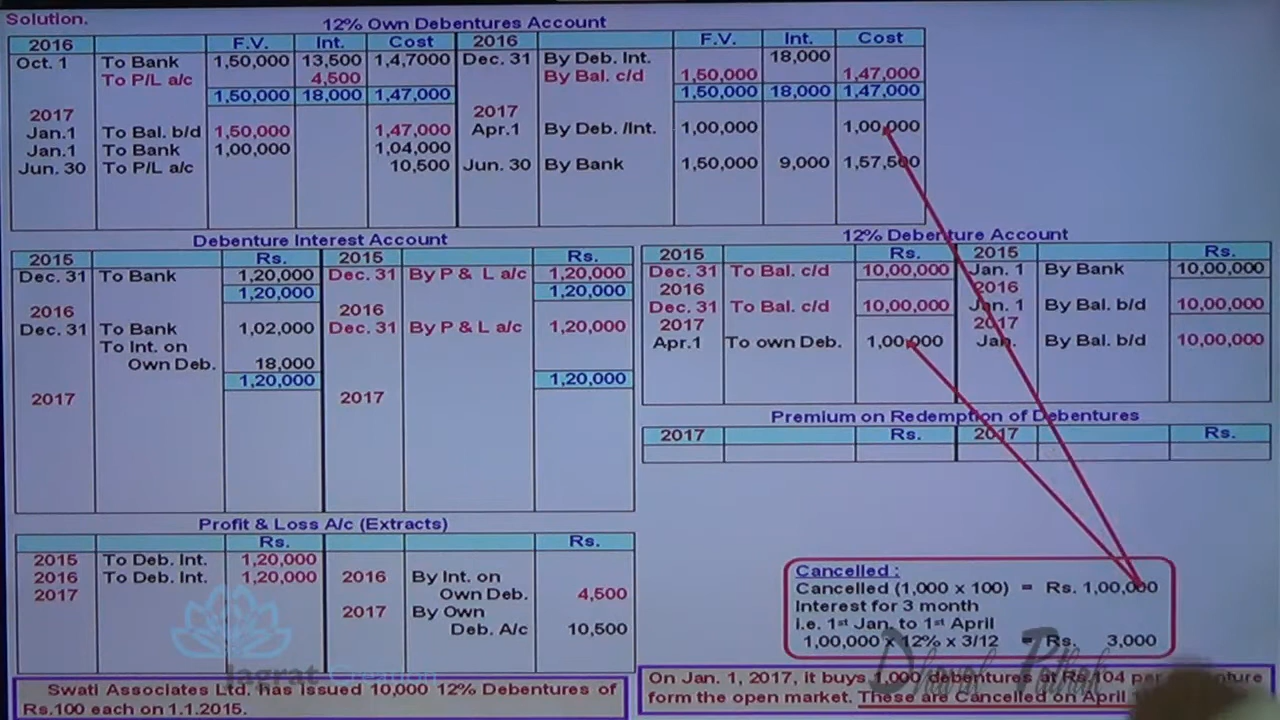 Solution.
12% Own Debentures Account
2016 F.V. Int. Cost 2016 F.V. Int. Cost
Oct. 1 To Bank 1,50,000 13,500 1,4,7000 Dec. 31 By Deb. Int. 18,000
To P/L a/c 4,500 By Bal. c/d 1,50,000 1,47,000
1,50,000 18,000 1,47,000 1,50,000 18,000 1,47,000
2017 2017
Jan.1 To Bal. b/d 1,50,000 1,47,000 Apr.1 By Deb. /Int. 1,00,000 1,00,000
Jan.1 To Bank 1,00,000 1,04,000
Jun. 30 To P/L a/c 10,500 Jun. 30 By Bank 1,50,000 9,000 1,57,500
Debenture Interest Account
2015 Rs. 2015 Rs.
Dec. 31 To Bank 1,20,000 Dec. 31 By P & L a/c 1,20,000
1,20,000 1,20,000
2016 2016
Dec. 31 To Bank 1,02,000 Dec. 31 By P & L a/c 1,20,000
To Int. on
Own Deb. 18,000
1,20,000 1,20,000
2017 2017
12% Debenture Account
2015 Rs. 2015 Rs.
Dec. 31 To Bal. c/d 10,00,000 Jan. 1 By Bank 10,00,000
2016 2016
Dec. 31 To Bal. c/d 10,00,000 Jan. 1 By Bal. b/d 10,00,000
2017 2017
Apr.1 To own Deb. 1,00,000 Jan. By Bal. b/d 10,00,000
Premium on Redemption of Debentures
2017 Rs. 2017 Rs.
Profit & Loss A/c (Extracts)
Rs. Rs.
2015 To Deb. Int. 1,20,000
2016 To Deb. Int. 1,20,000 2016 By Int. on
2017 Own Deb. 4,500
2017 By Own
Deb. A/c 10,500
Cancelled :
Cancelled (1,000 x 100) = Rs. 1,00,000
Interest for 3 month
i.e. 1st Jan. to 1st April
1,00,000 x 12% x 3/12 = Rs. 3,000
Jagrat Creation
Dhaval Pathak
Swati Associates Ltd. has issued 10,000 12% Debentures of
Rs.100 each on 1.1.2015.
On Jan. 1, 2017, it buys 1,000 debentures at Rs.104 per
form the open market. These are Cancelled on April